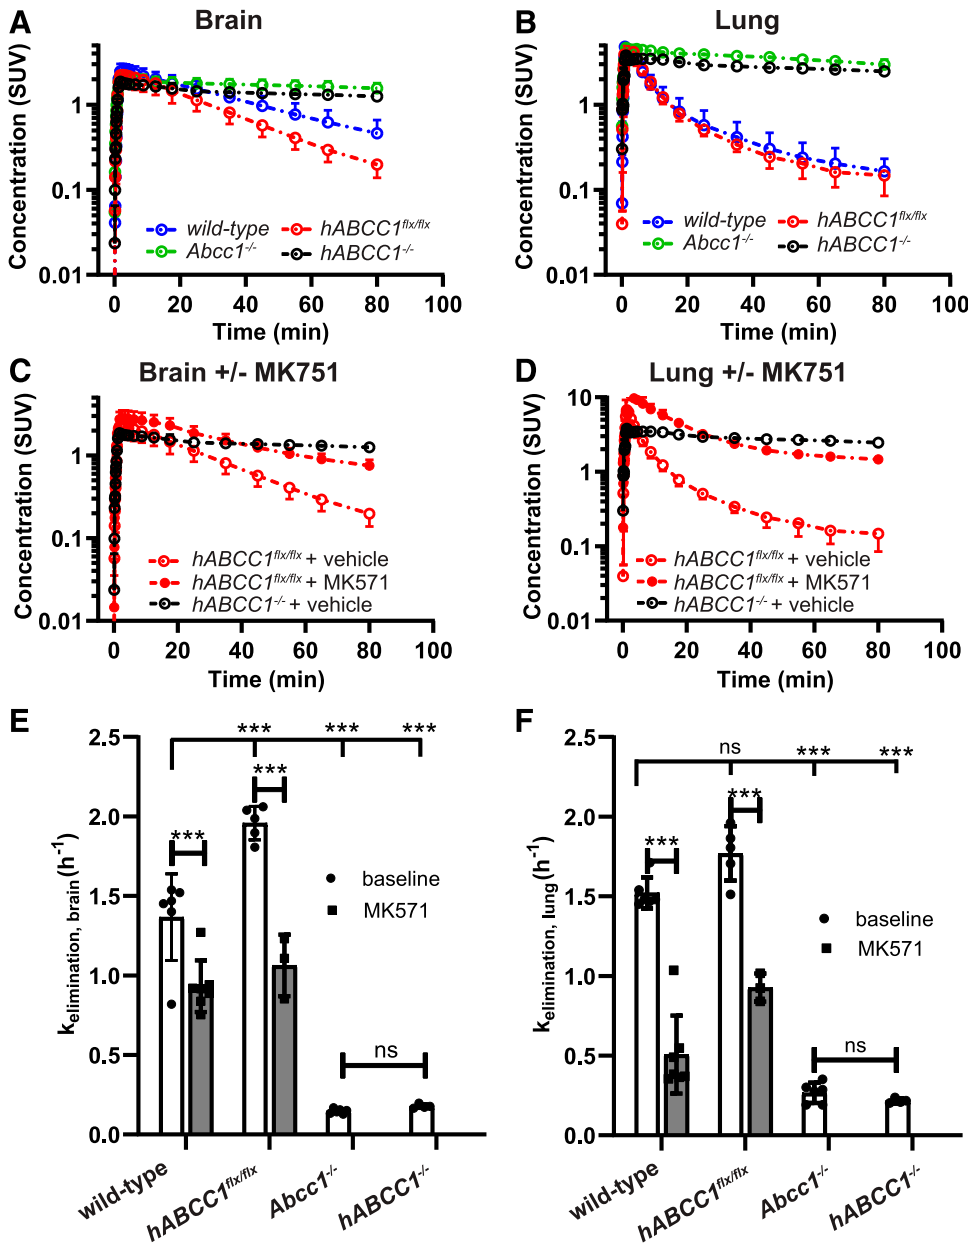 A
Brain
Concentration (SUV)
1
0.1
0.01
wild-type
hABCC1flx/flx
Abcc1-/-
hABCC1-/-
0
20
40
60
80
100
Time (min)
B
Lung
Concentration (SUV)
1
0.1
0.01
wild-type
hABCC1flx/flx
Abcc1-/-
hABCC1-/-
0
20
40
60
80
100
Time (min)
C
Brain +/- MK751
Concentration (SUV)
1
0.1
0.01
hABCC1flx/flx + vehicle
hABCC1flx/flx + MK571
hABCC1-/- + vehicle
0
20
40
60
80
100
Time (min)
D
Lung +/- MK751
Concentration (SUV)
10
1
0.1
0.01
hABCC1flx/flx + vehicle
hABCC1flx/flx + MK571
hABCC1-/- + vehicle
0
20
40
60
80
100
Time (min)
E
kelimination, brain (h-1)
2.5
2.0
1.5
1.0
0.5
0.0
*** *** ***
***
***
baseline
MK571
ns
wild-type
hABCC1flx/flx
Abcc1-/-
hABCC1-/-
F
kelimination, lung (h-1)
2.5
2.0
1.5
1.0
0.5
0.0
ns *** ***
***
***
baseline
MK571
ns
wild-type
hABCC1flx/flx
Abcc1-/-
hABCC1-/-